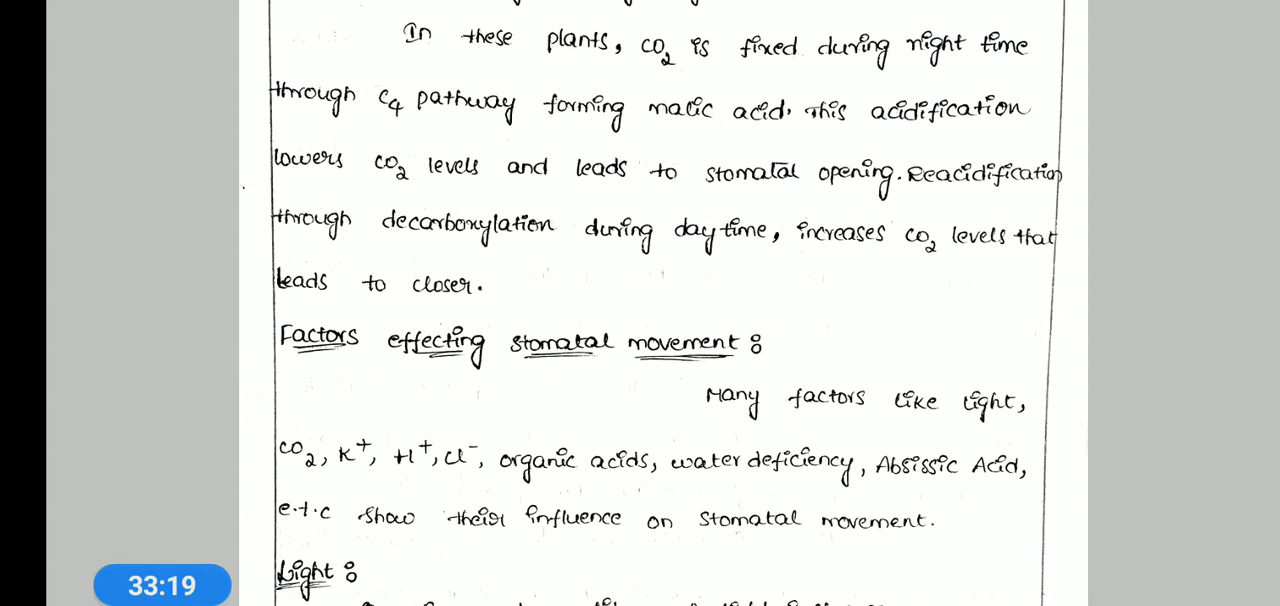 In these plants, CO2 is fixed during night time
through C4 pathway forming malic acid. This acidification
lowers CO2 levels and leads to stomatal opening. Reacidification
through decarboxylation during day time, increases CO2 levels that
leads to closer.
Factors effecting stomatal movement :
Many factors like light,
CO2, K+, H+, Cl-, organic acids, water deficiency, Absissic Acid,
e.t.c show their influence on stomatal movement.
Light :
33:19